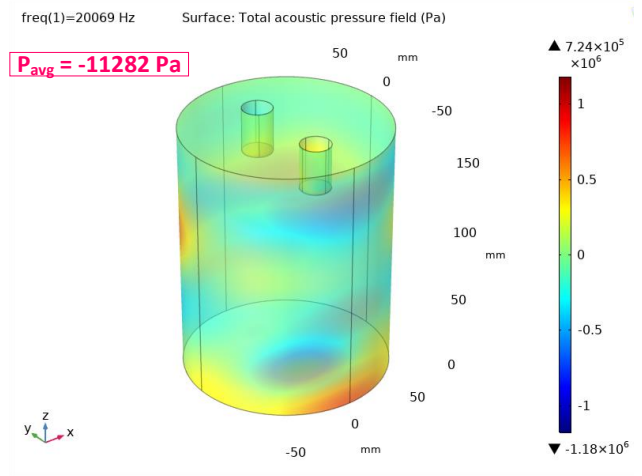 freq(1)=20069 Hz Surface: Total acoustic pressure field (Pa)
P_avg = -11282 Pa
50 mm
0
-50
150
100
mm
50
0
50
0
-50 mm
z
y x
▲ 7.24×10⁵
×10⁶
1
0.5
0
-0.5
-1
▼ -1.18×10⁶